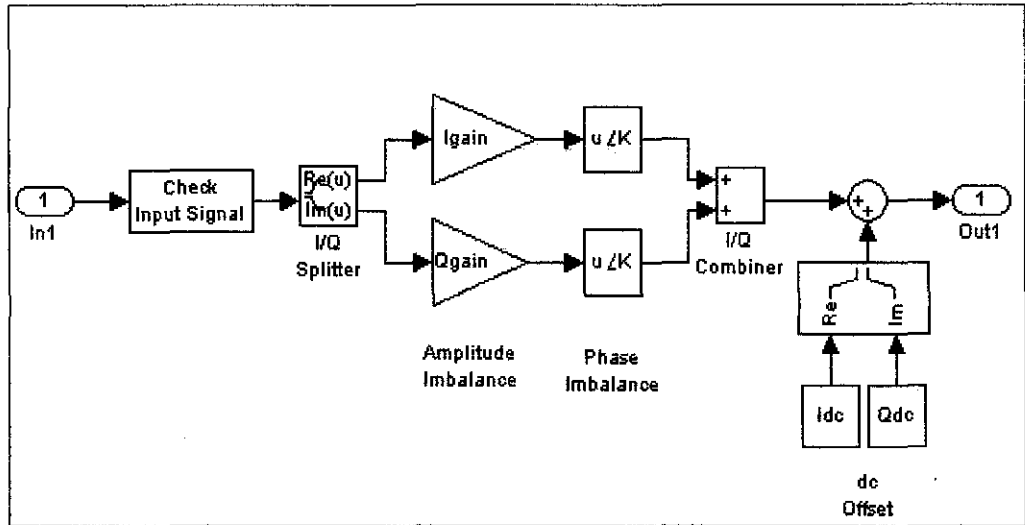 1
In1
Check
Input Signal
Re(u)
Im(u)
I/Q
Splitter
Igain
Qgain
u∠K
u∠K
Amplitude
Imbalance
Phase
Imbalance
+
+
I/Q
Combiner
+
+
1
Out1
Re
Im
Idc
Qdc
dc
Offset